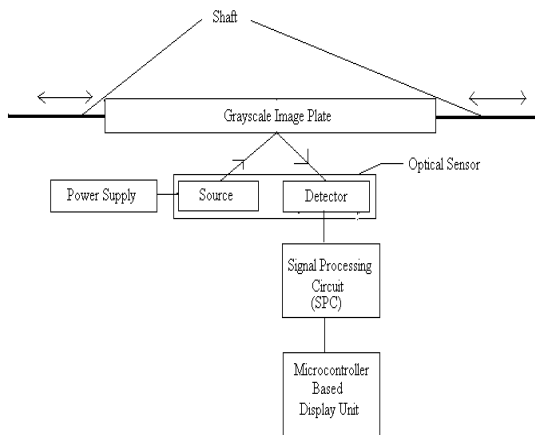 Shaft
Grayscale Image Plate
Optical Sensor
Power Supply
Source
Detector
Signal Processing
Circuit
(SPC)
Microcontroller
Based
Display Unit